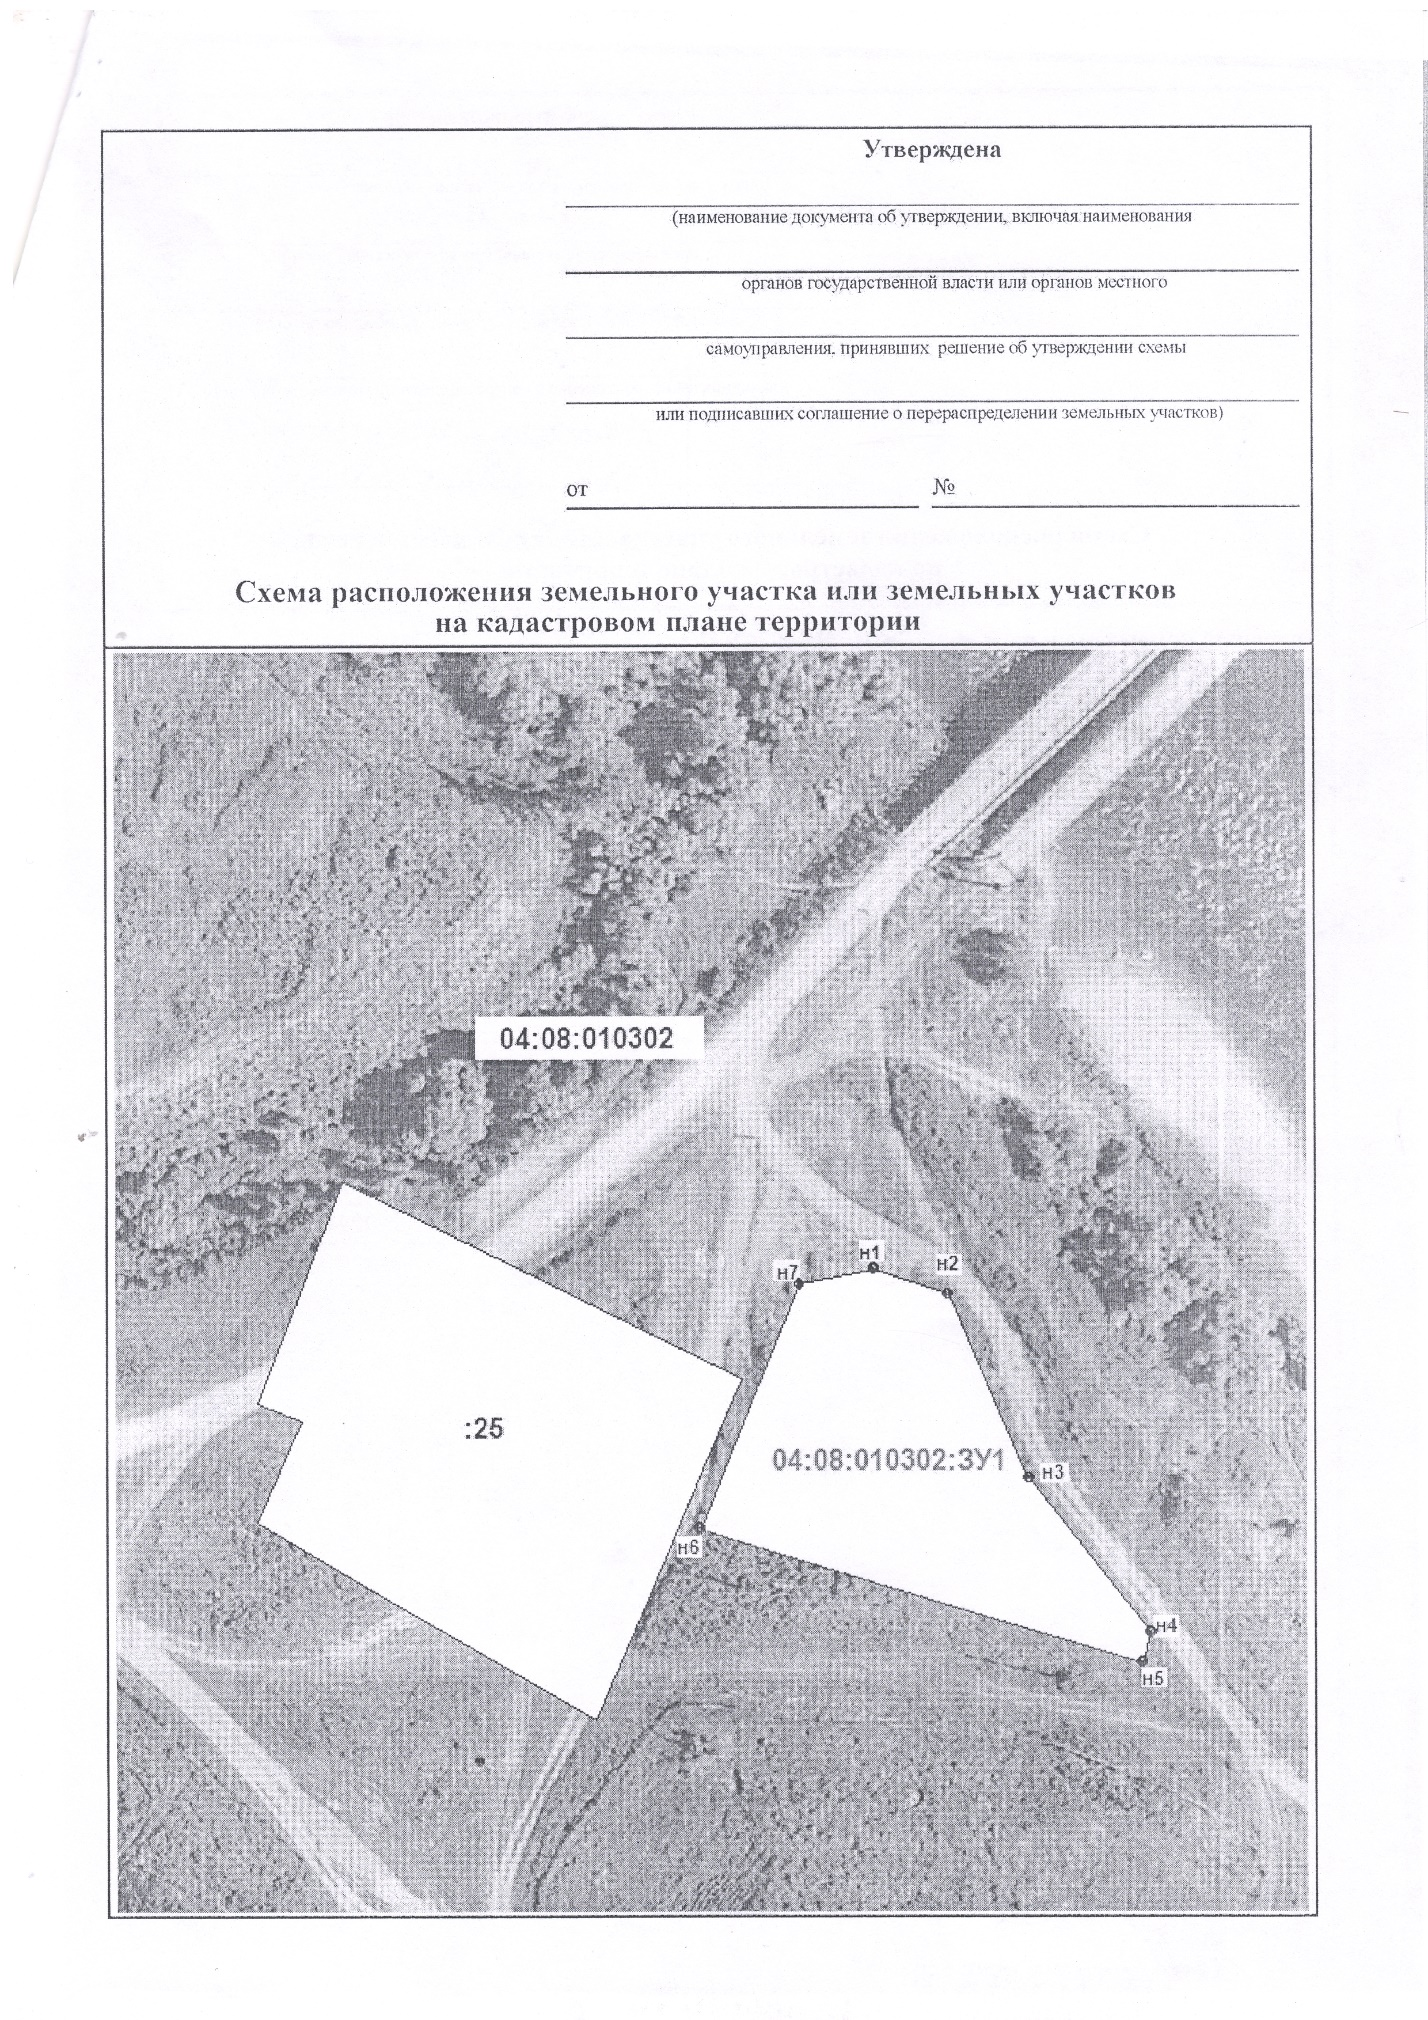 Утверждена
(наименование документа об утверждении, включая наименования
органов государственной власти или органов местного
самоуправления, принявших решение об утверждении схемы
или подписавших соглашение о перераспределении земельных участков)
от №
Схема расположения земельного участка или земельных участков
на кадастровом плане территории
04:08:010302
н1
н2
н7
:25
04:08:010302:ЗУ1
н3
н6
н4
н5